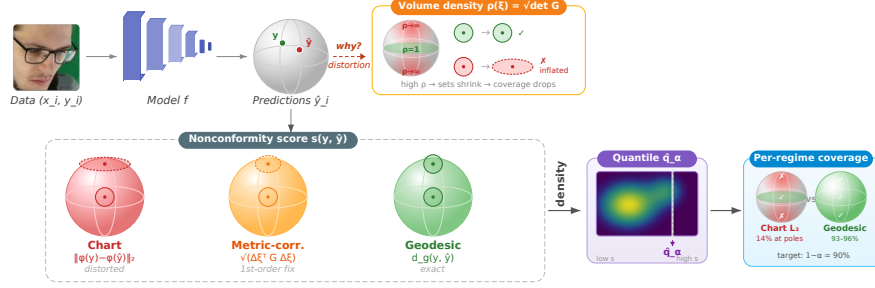 Volume density ρ(ξ) = √det G
ρ→∞
ρ=1
ρ→∞
✓
✗
inflated
high ρ → sets shrink → coverage drops
y
ŷ
why?
distortion
Data (x_i, y_i)
Model f
Predictions ŷ_i
Nonconformity score s(y, ŷ)
Chart
‖φ(y)−φ(ŷ)‖₂
distorted
Metric-corr.
√(Δξᵀ G Δξ)
1st-order fix
Geodesic
d_g(y, ŷ)
exact
density
Quantile q̂_α
low s
q̂_α
high s
Per-regime coverage
✗
✓
✗
vs
✓
✓
✓
Chart L₂
14% at poles
Geodesic
93-96%
target: 1−α = 90%